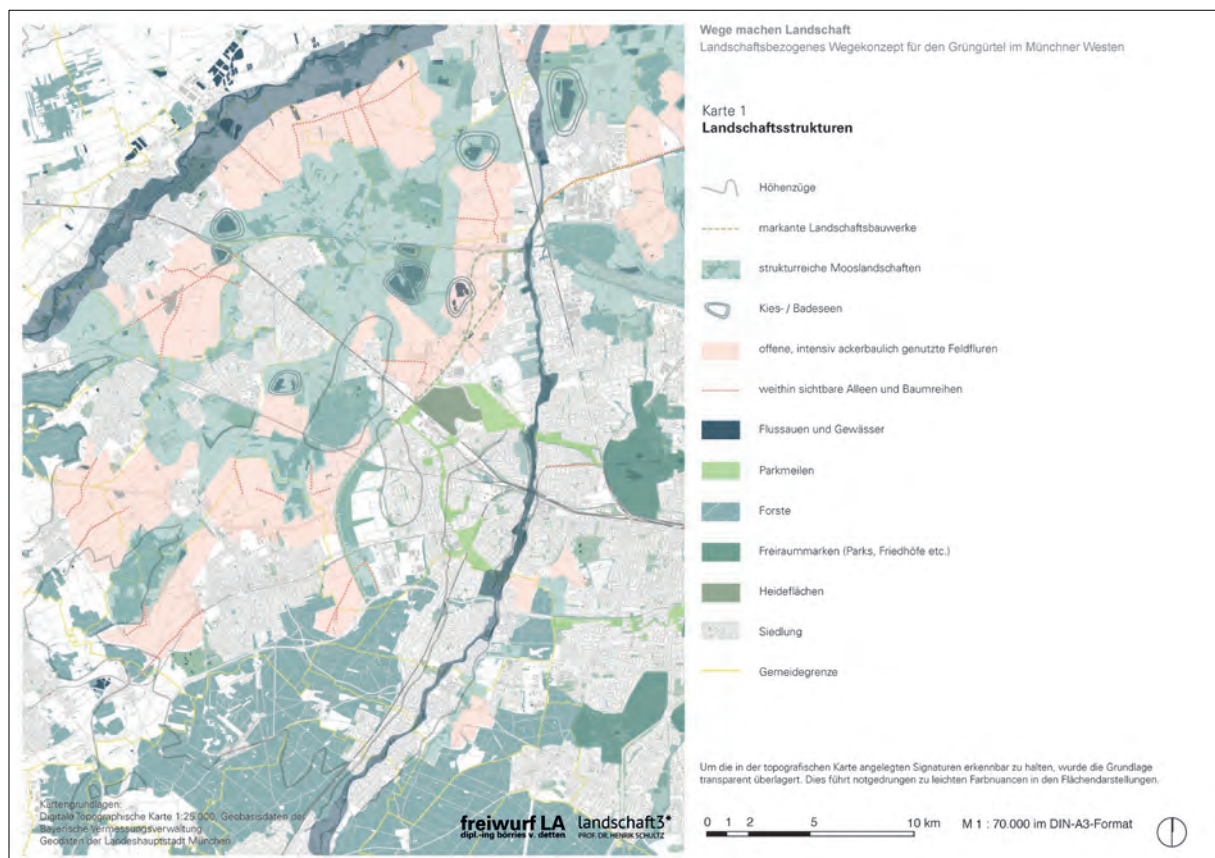 Wege machen Landschaft
Landschaftsbezogenes Wegekonzept für den Grüngürtel im Münchner Westen
Karte 1
Landschaftsstrukturen
Höhenzüge
markante Landschaftsbauwerke
strukturreiche Mooslandschaften
Kies- / Badeseen
offene, intensiv ackerbaulich genutzte Feldfluren
weithin sichtbare Alleen und Baumreihen
Flussauen und Gewässer
Parkmeilen
Forste
Freiraummarken (Parks, Friedhöfe etc.)
Heideflächen
Siedlung
Gemeidegrenze
Um die in der topografischen Karte angelegten Signaturen erkennbar zu halten, wurde die Grundlage
transparent überlagert. Dies führt notgedrungen zu leichten Farbnuancen in den Flächendarstellungen.
Kartengrundlagen:
Digitale Topographische Karte 1:25.000, Geobasisdaten der
Bayerische Vermessungsverwaltung
Geodaten der Landeshauptstadt München
freiwurf LA
dipl.-ing börries v. detten
landschaft3*
PROF. DR. HENRIK SCHULTZ
0 1 2 5 10 km
M 1 : 70.000 im DIN-A3-Format